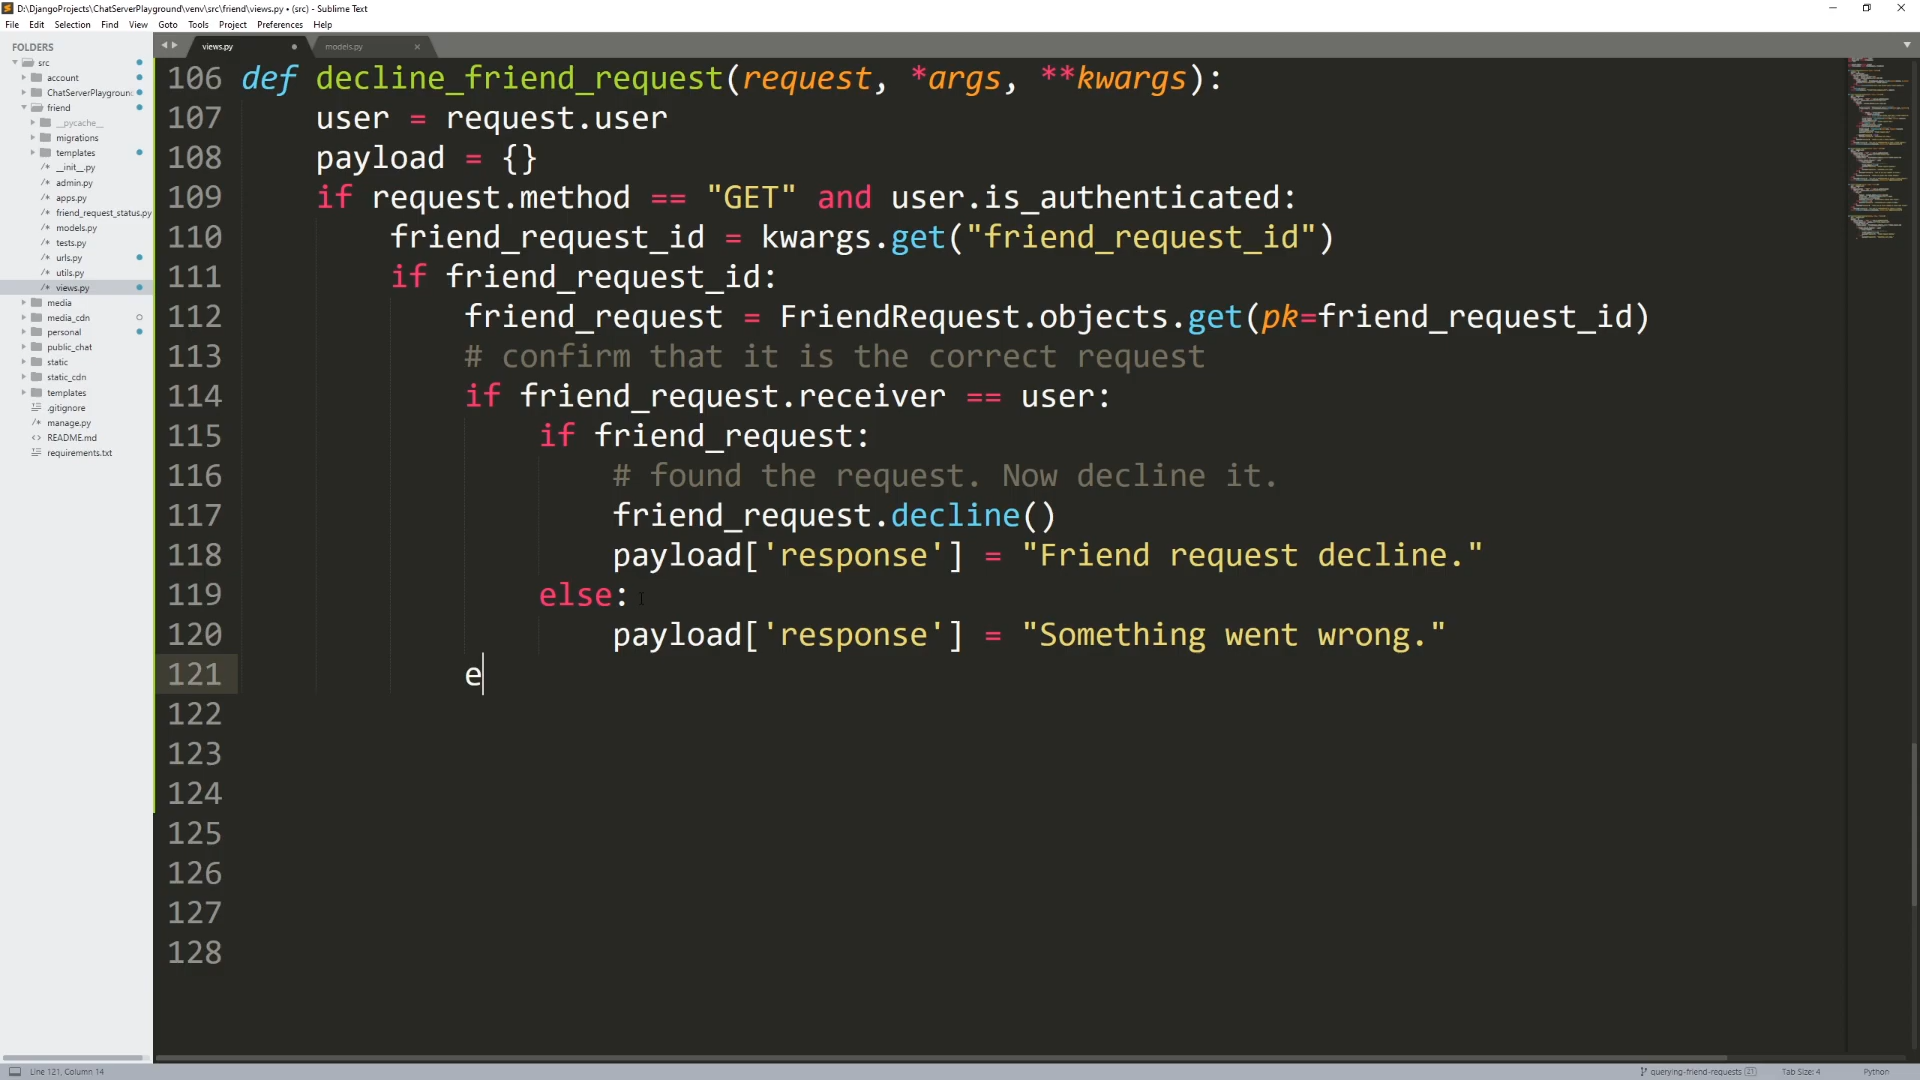 D:\DjangoProjects\ChatServerPlayground\venv\src\friend\views.py • (src) - Sublime Text
File Edit Selection Find View Goto Tools Project Preferences Help
FOLDERS
src
account
ChatServerPlayground
friend
__pycache__
migrations
templates
/* __init__.py
/* admin.py
/* apps.py
/* friend_request_status.py
/* models.py
/* tests.py
/* urls.py
/* utils.py
/* views.py
media
media_cdn
personal
public_chat
static
static_cdn
templates
.gitignore
/* manage.py
<> README.md
requirements.txt
views.py models.py
106 def decline_friend_request(request, *args, **kwargs):
107 user = request.user
108 payload = {}
109 if request.method == "GET" and user.is_authenticated:
110 friend_request_id = kwargs.get("friend_request_id")
111 if friend_request_id:
112 friend_request = FriendRequest.objects.get(pk=friend_request_id)
113 # confirm that it is the correct request
114 if friend_request.receiver == user:
115 if friend_request:
116 # found the request. Now decline it.
117 friend_request.decline()
118 payload['response'] = "Friend request decline."
119 else:
120 payload['response'] = "Something went wrong."
121 e
122
123
124
125
126
127
128
Line 121, Column 14
querying-friend-requests 27 Tab Size: 4 Python